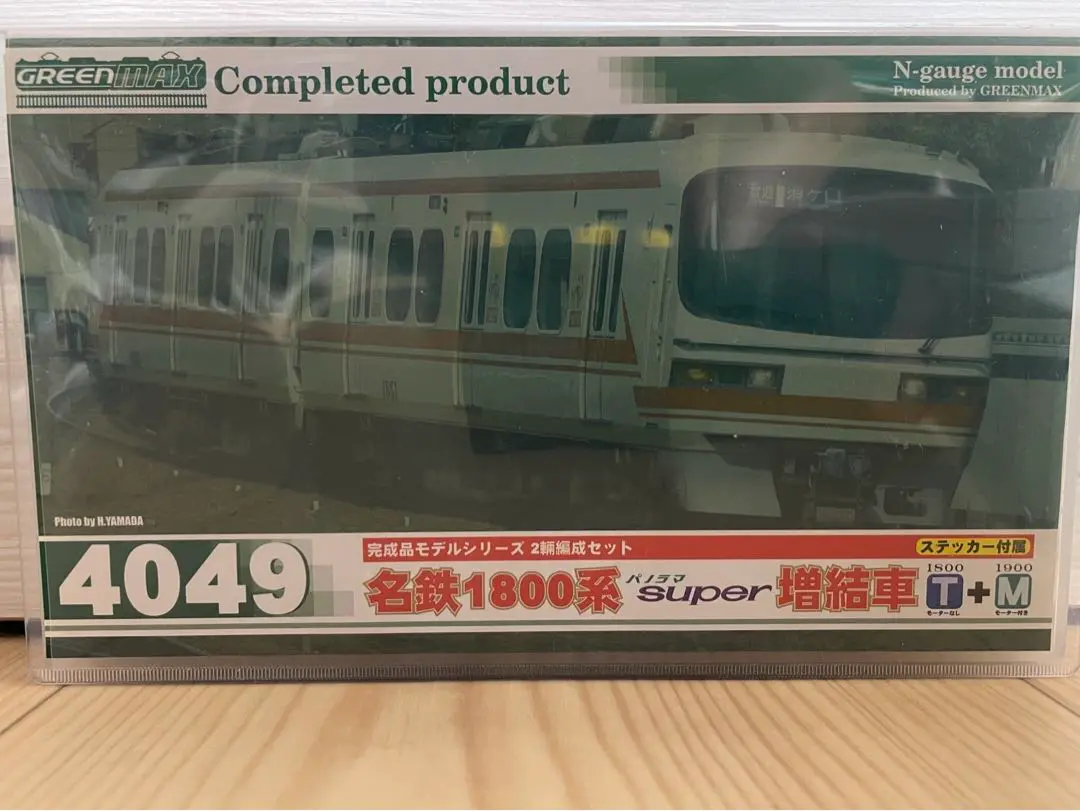 GREENMAX Completed product
N-gauge model
Produced by GREENMAX
Photo by H.YAMADA
4049
完成品モデルシリーズ 2輌編成セット
ステッカー付属
名鉄1800系 パノラマ super 増結車
1800 1900
T+M
モーターなし モーター付き